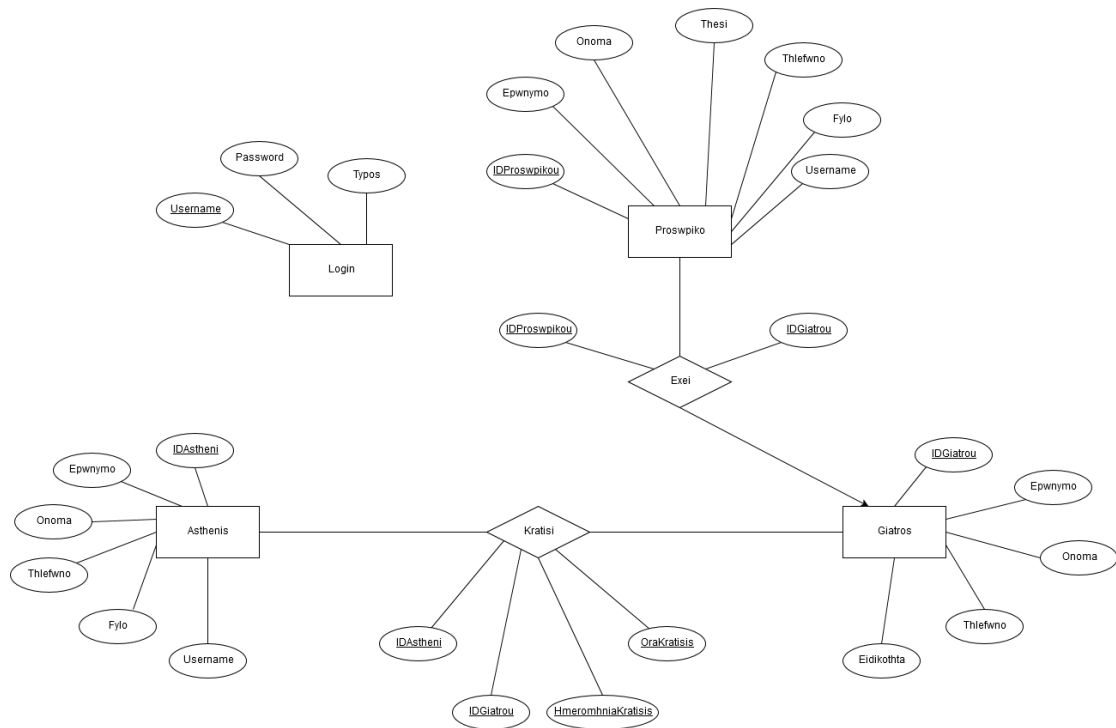 Thesi
Onoma
Thlefwno
Epwnymo
Fylo
Password
IDProswpikou
Username
Typos
Username
Proswpiko
Login
IDProswpikou
IDGiatrou
Exei
IDAstheni
IDGiatrou
Epwnymo
Epwnymo
Onoma
Asthenis
Kratisi
Giatros
Onoma
Thlefwno
Fylo
IDAstheni
OraKratisis
Thlefwno
Username
Eidikothta
IDGiatrou
HmeromhniaKratisis